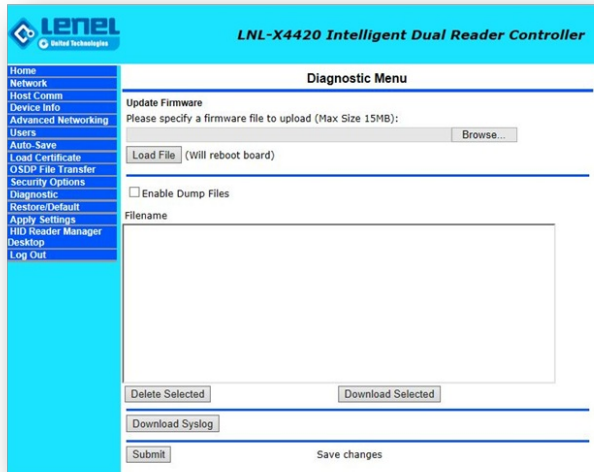 LENEL
United Technologies
LNL-X4420 Intelligent Dual Reader Controller
Home
Network
Host Comm
Device Info
Advanced Networking
Users
Auto-Save
Load Certificate
OSDP File Transfer
Security Options
Diagnostic
Restore/Default
Apply Settings
HID Reader Manager
Desktop
Log Out
Diagnostic Menu
Update Firmware
Please specify a firmware file to upload (Max Size 15MB):
Browse...
Load File (Will reboot board)
Enable Dump Files
Filename
Delete Selected Download Selected
Download Syslog
Submit Save changes